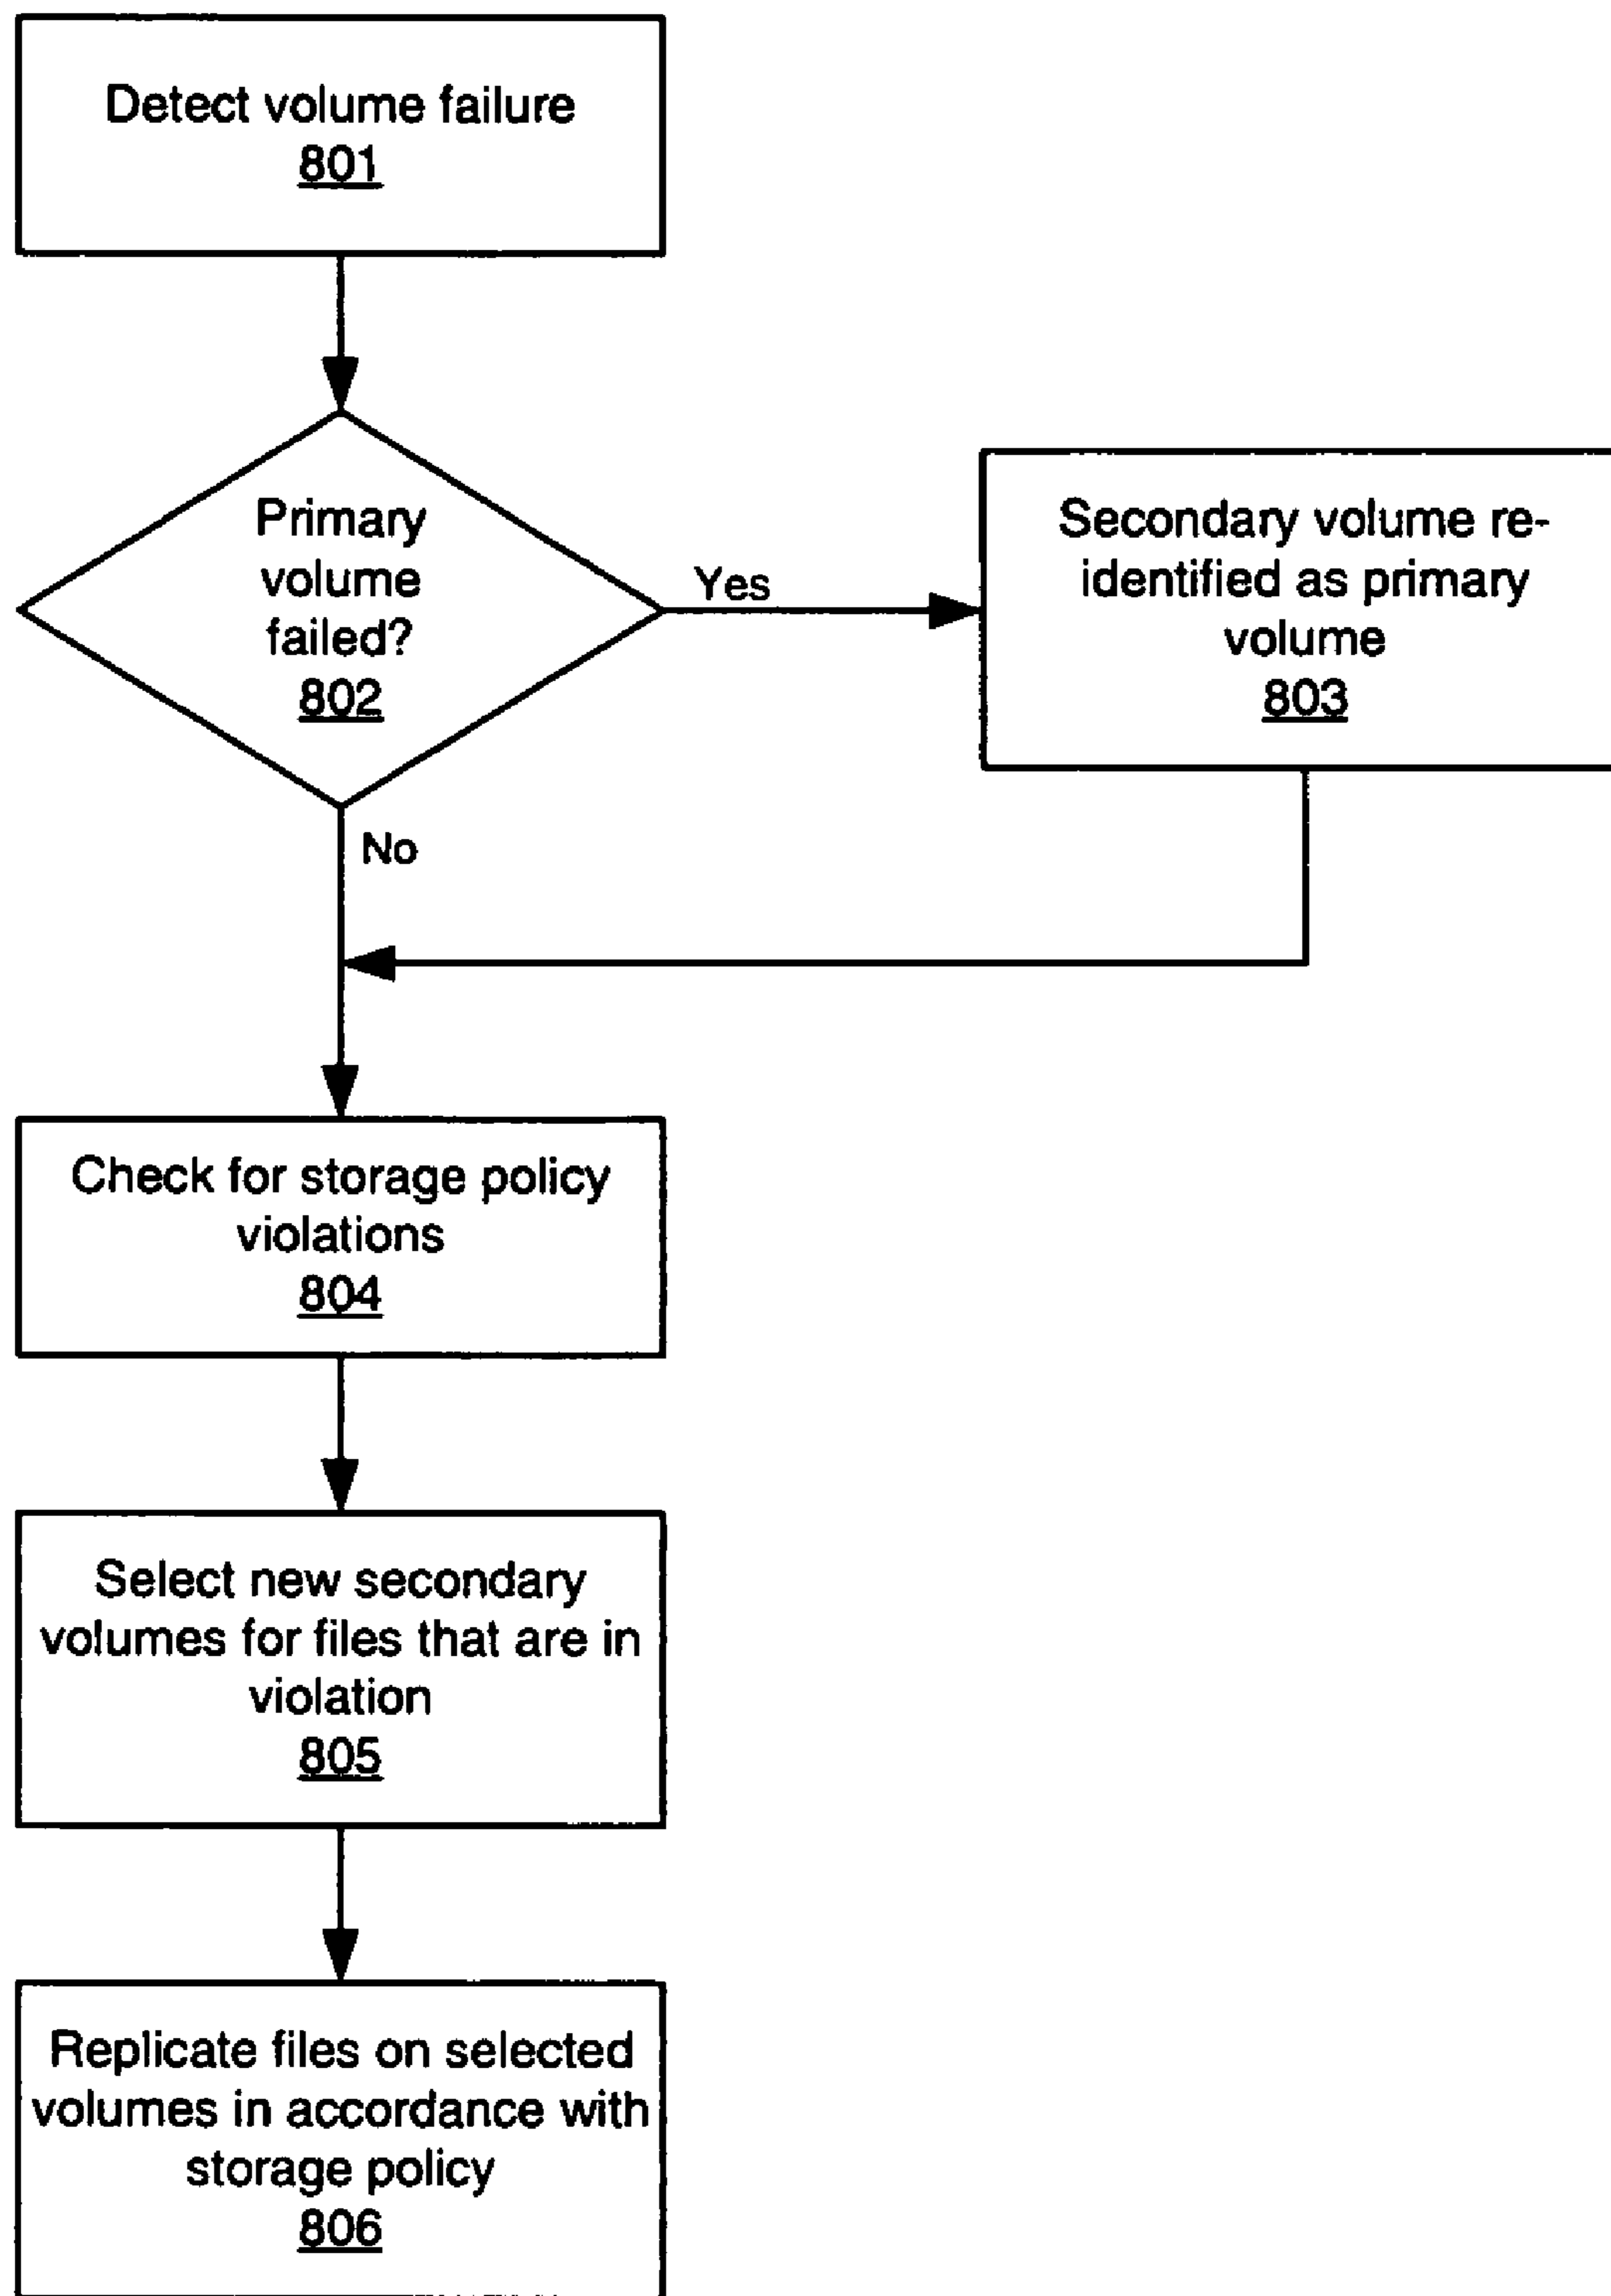 Detect volume failure
801
Primary
volume
failed?
802
Yes
Secondary volume re-
identified as primary
volume
803
No
Check for storage policy
violations
804
Select new secondary
volumes for files that are in
violation
805
Replicate files on selected
volumes in accordance with
storage policy
806